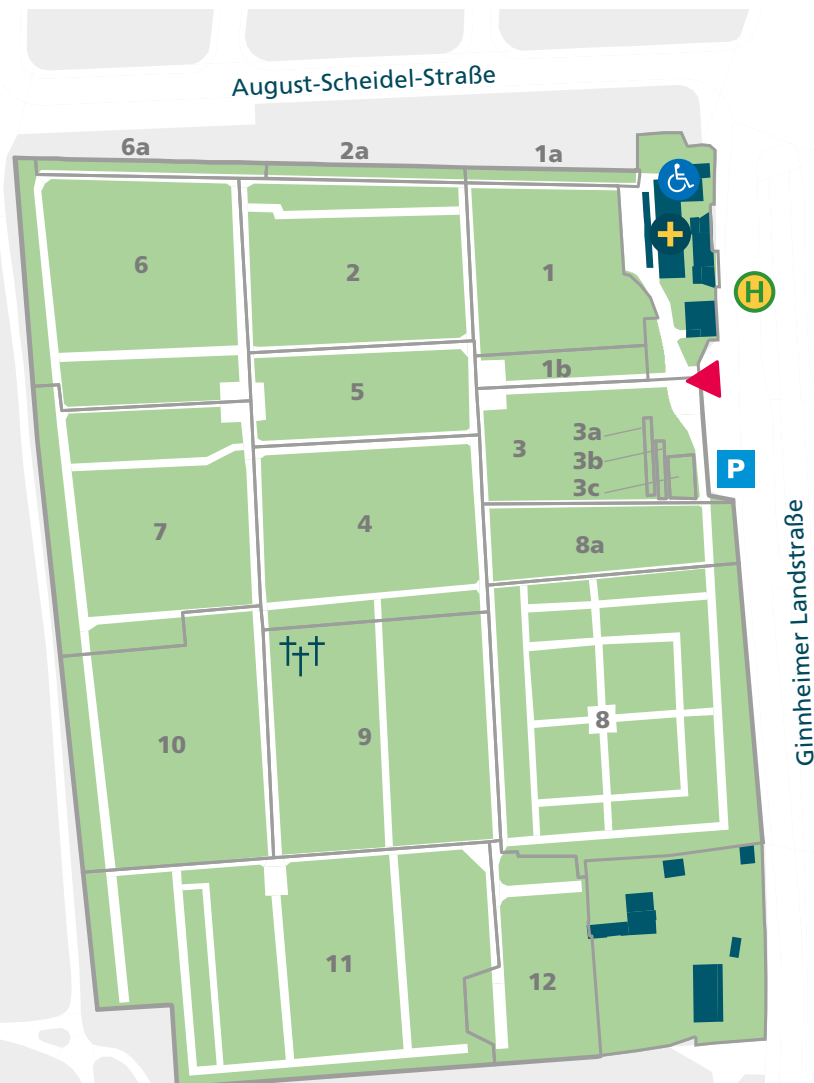 August-Scheidel-Straße
6a
2a
1a
6
2
1
H
1b
5
3
3a
3b
3c
P
7
4
8a
Ginnheimer Landstraße
8
10
9
11
12